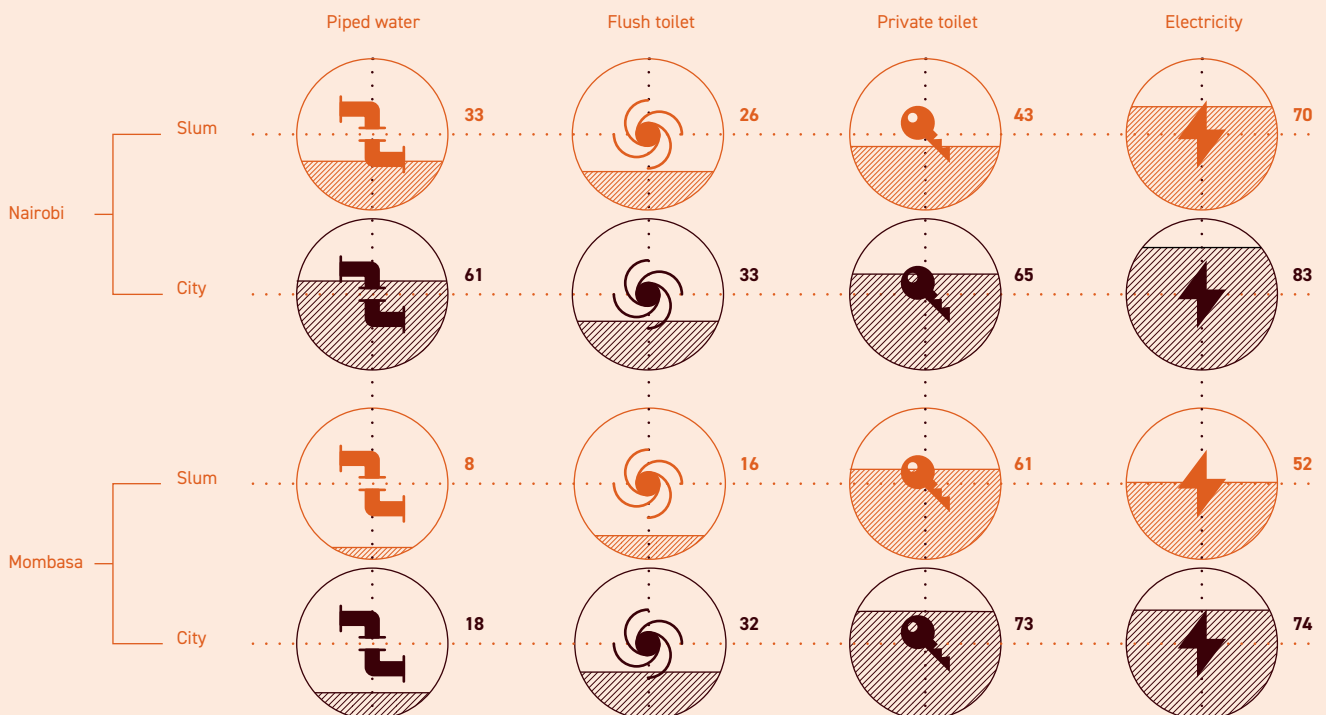 Piped water Flush toilet Private toilet Electricity
Slum 33 26 43 70
Nairobi
City 61 33 65 83
Slum 8 16 61 52
Mombasa
City 18 32 73 74